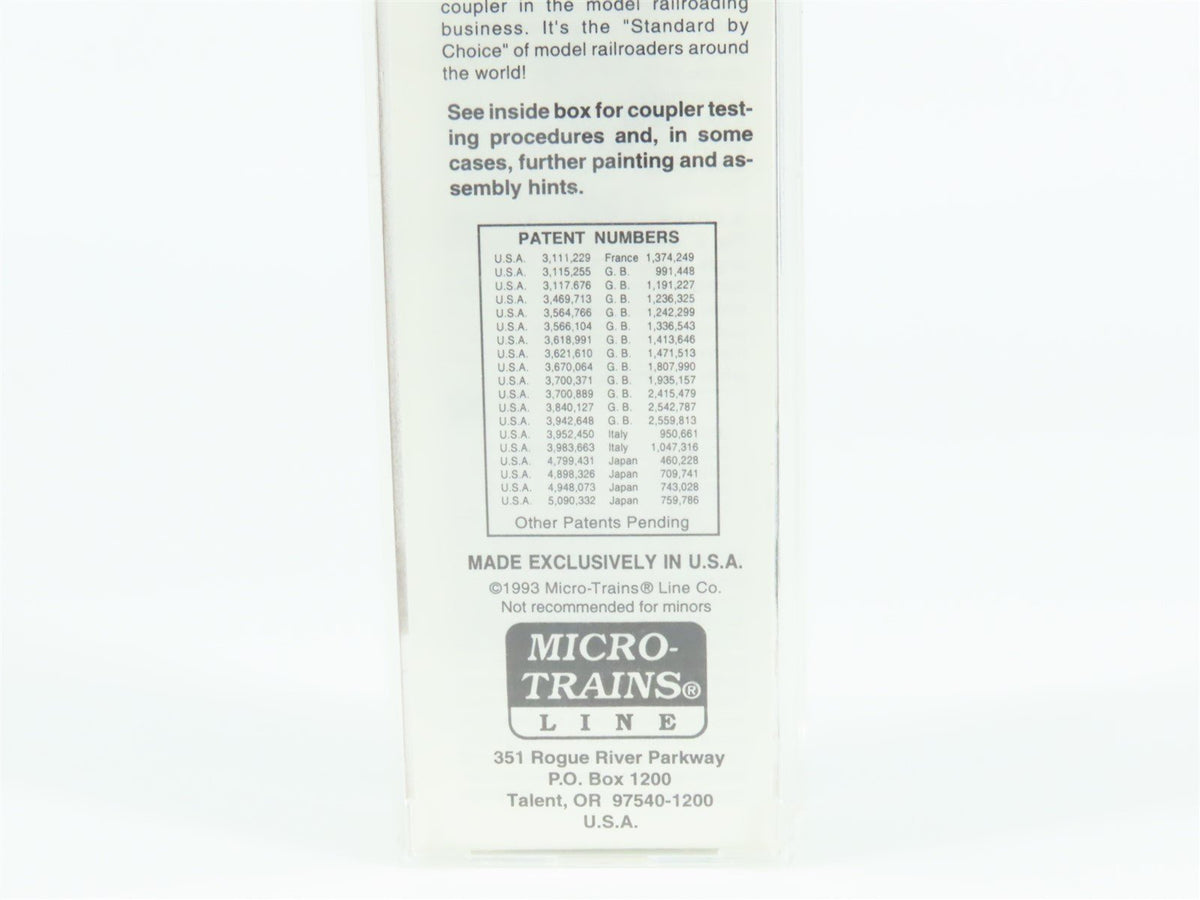 coupler in the model railroading
business. It's the "Standard by
Choice" of model railroaders around
the world!
See inside box for coupler test-
ing procedures and, in some
cases, further painting and as-
sembly hints.
PATENT NUMBERS
U.S.A. 3,111,229 France 1,374,249
U.S.A. 3,115,255 G. B. 991,448
U.S.A. 3,117.676 G. B. 1,191,227
U.S.A. 3,469,713 G. B. 1,236,325
U.S.A. 3,564,766 G. B. 1,242,299
U.S.A. 3,566,104 G. B. 1,336,543
U.S.A. 3,618,991 G. B. 1,413,646
U.S.A. 3,621,610 G. B. 1,471,513
U.S.A. 3,670,064 G. B. 1,807,990
U.S.A. 3,700,371 G. B. 1,935,157
U.S.A. 3,700,889 G. B. 2,415,479
U.S.A. 3,840,127 G. B. 2,542,787
U.S.A. 3,942,648 G. B. 2,559,813
U.S.A. 3,952,450 Italy 950,661
U.S.A. 3,983,663 Italy 1,047,316
U.S.A. 4,799,431 Japan 460,228
U.S.A. 4,898,326 Japan 709,741
U.S.A. 4,948,073 Japan 743,028
U.S.A. 5,090,332 Japan 759,786
Other Patents Pending
MADE EXCLUSIVELY IN U.S.A.
©1993 Micro-Trains® Line Co.
Not recommended for minors
MICRO-
TRAINS®
LINE
351 Rogue River Parkway
P.O. Box 1200
Talent, OR 97540-1200
U.S.A.